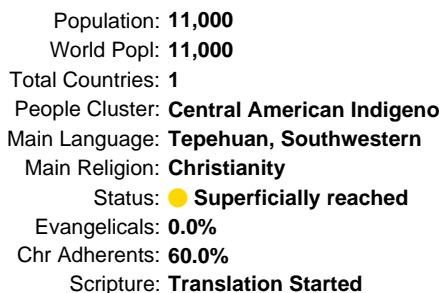 Population: 11,000
World Popl: 11,000
Total Countries: 1
People Cluster: Central American Indigeno
Main Language: Tepehuan, Southwestern
Main Religion: Christianity
Status: Superficially reached
Evangelicals: 0.0%
Chr Adherents: 60.0%
Scripture: Translation Started